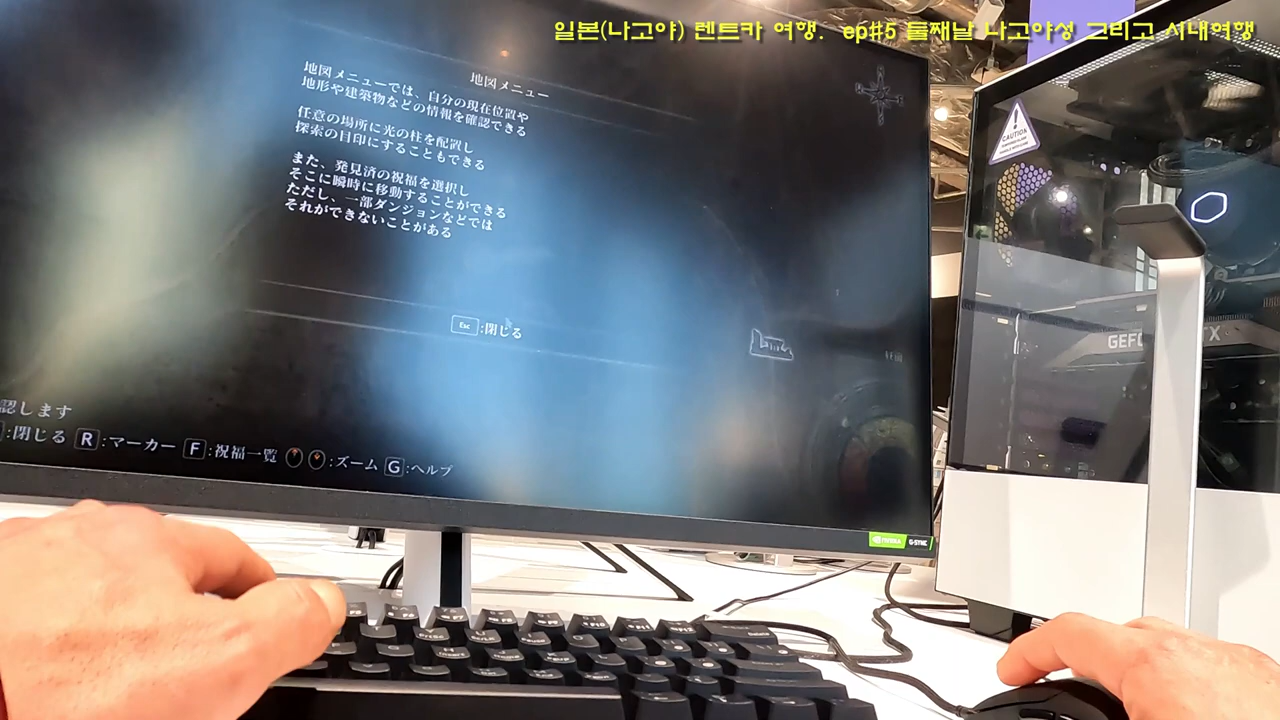 일본(나고야) 렌트카 여행. ep#5 둘째날 나고야성 그리고 시내여행
地図メニュー
地図メニューでは、自分の現在位置や
地形や建築物などの情報を確認できる
任意の場所に光の柱を配置し
探索の目印にすることもできる
また、発見済の祝福を選択し
そこに瞬時に移動することができる
ただし、一部ダンジョンなどでは
それができないことがある
Esc:閉じる
認します
:閉じる R:マーカー F:祝福一覧 :ズーム G:ヘルプ
CAUTION
NVIDIA G-SYNC